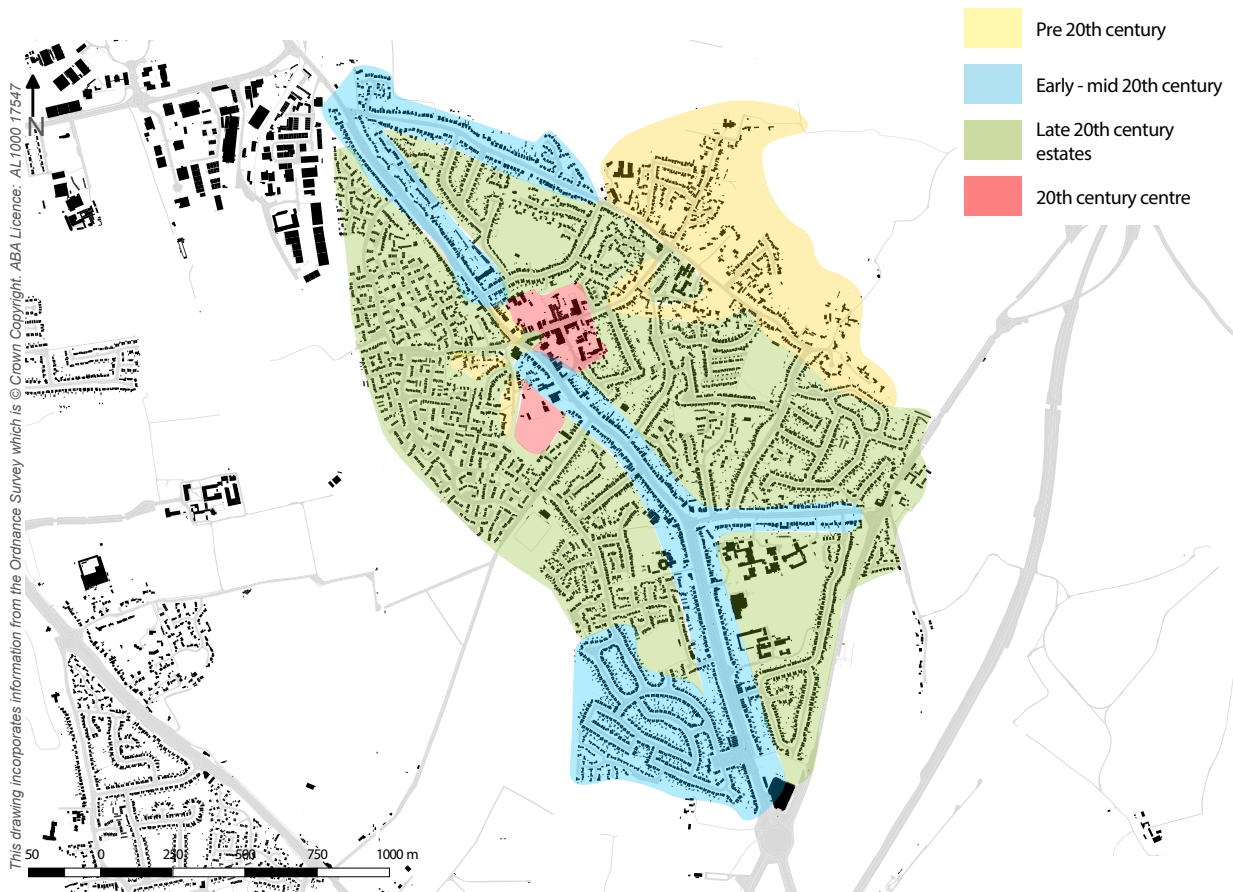 Pre 20th century
Early - mid 20th century
Late 20th century
estates
20th century centre
N
This drawing incorporates information from the Ordnance Survey which is © Crown Copyright. ABA Licence: AL1000 17547
50 0 250 500 750 1000 m